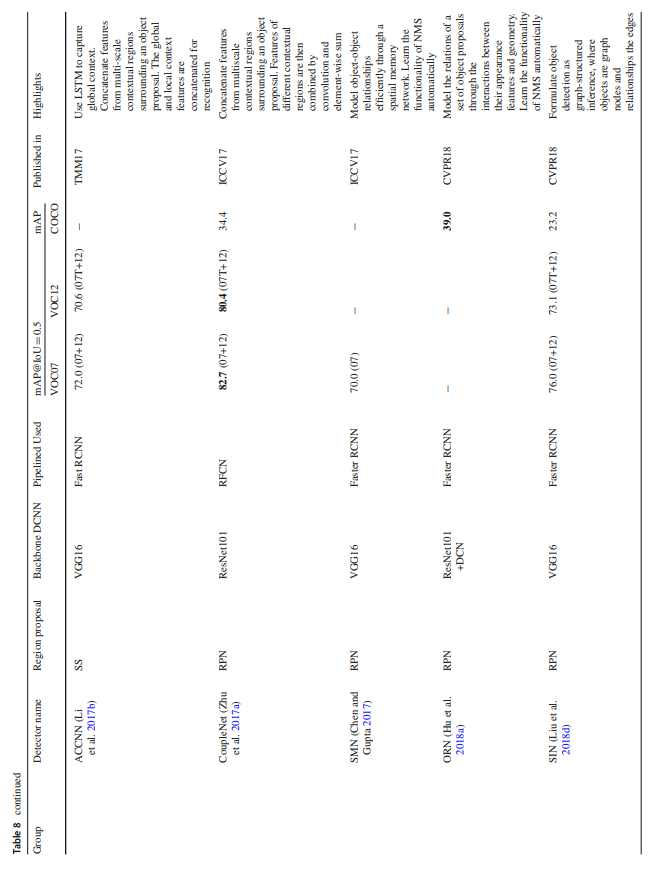 Table 8 continued
Group Detector name Region proposal Backbone DCNN Pipelined Used mAP@IoU=0.5 mAP Published in Highlights
VOC07 VOC12 COCO
ACCNN (Li SS VGG16 Fast RCNN 72.0 (07+12) 70.6 (07T+12) – TMM17 Use LSTM to capture
et al. 2017b) global context.
Concatenate features
from multi-scale
contextual regions
surrounding an object
proposal. The global
and local context
features are
concatenated for
recognition
CoupleNet (Zhu RPN ResNet101 RFCN 82.7 (07+12) 80.4 (07T+12) 34.4 ICCV17 Concatenate features
et al. 2017a) from multiscale
contextual regions
surrounding an object
proposal. Features of
different contextual
regions are then
combined by
convolution and
element-wise sum
SMN (Chen and RPN VGG16 Faster RCNN 70.0 (07) – – ICCV17 Model object-object
Gupta 2017) relationships
efficiently through a
spatial memory
network. Learn the
functionality of NMS
automatically
ORN (Hu et al. RPN ResNet101 Faster RCNN – – 39.0 CVPR18 Model the relations of a
2018a) +DCN set of object proposals
through the
interactions between
their appearance
features and geometry.
Learn the functionality
of NMS automatically
SIN (Liu et al. RPN VGG16 Faster RCNN 76.0 (07+12) 73.1 (07T+12) 23.2 CVPR18 Formulate object
2018d) detection as
graph-structured
inference, where
objects are graph
nodes and
relationships the edges